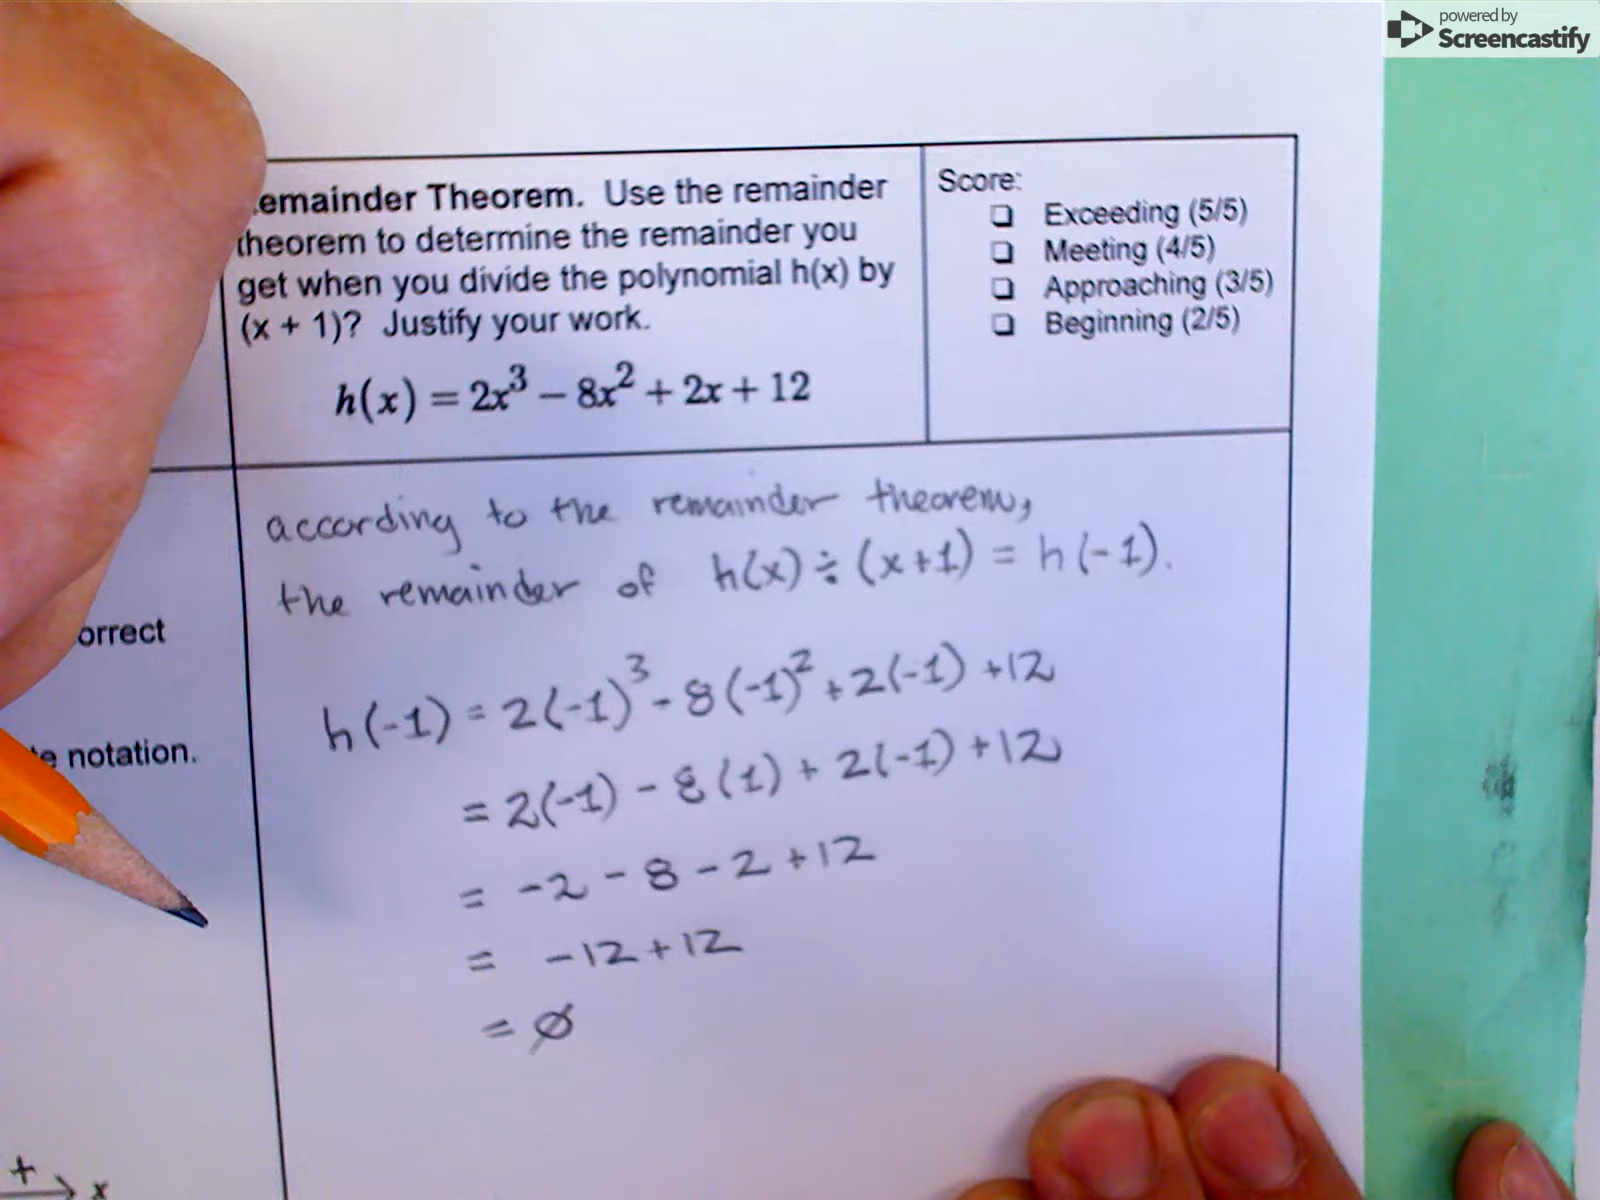 powered by
Screencastify
emainder Theorem. Use the remainder
theorem to determine the remainder you
get when you divide the polynomial h(x) by
(x + 1)? Justify your work.
h(x) = 2x³ − 8x² + 2x + 12
Score:
❏ Exceeding (5/5)
❏ Meeting (4/5)
❏ Approaching (3/5)
❏ Beginning (2/5)
according to the remainder theorem,
the remainder of h(x) ÷ (x+1) = h(-1).
h(-1) = 2(-1)³ - 8(-1)² + 2(-1) + 12
= 2(-1) - 8(1) + 2(-1) + 12
= -2 - 8 - 2 + 12
= -12 + 12
= ∅
orrect
e notation.
+
x